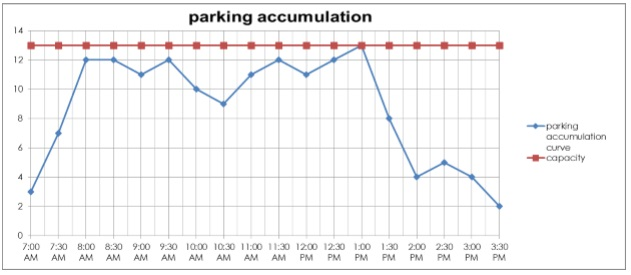 parking accumulation
14
12
10
8
6
4
2
0
7:00 7:30 8:00 8:30 9:00 9:30 10:00 10:30 11:00 11:30 12:00 12:30 1:00 1:30 2:00 2:30 3:00 3:30
AM AM AM AM AM AM AM AM AM AM PM PM PM PM PM PM PM PM
parking
accumulation
curve
capacity